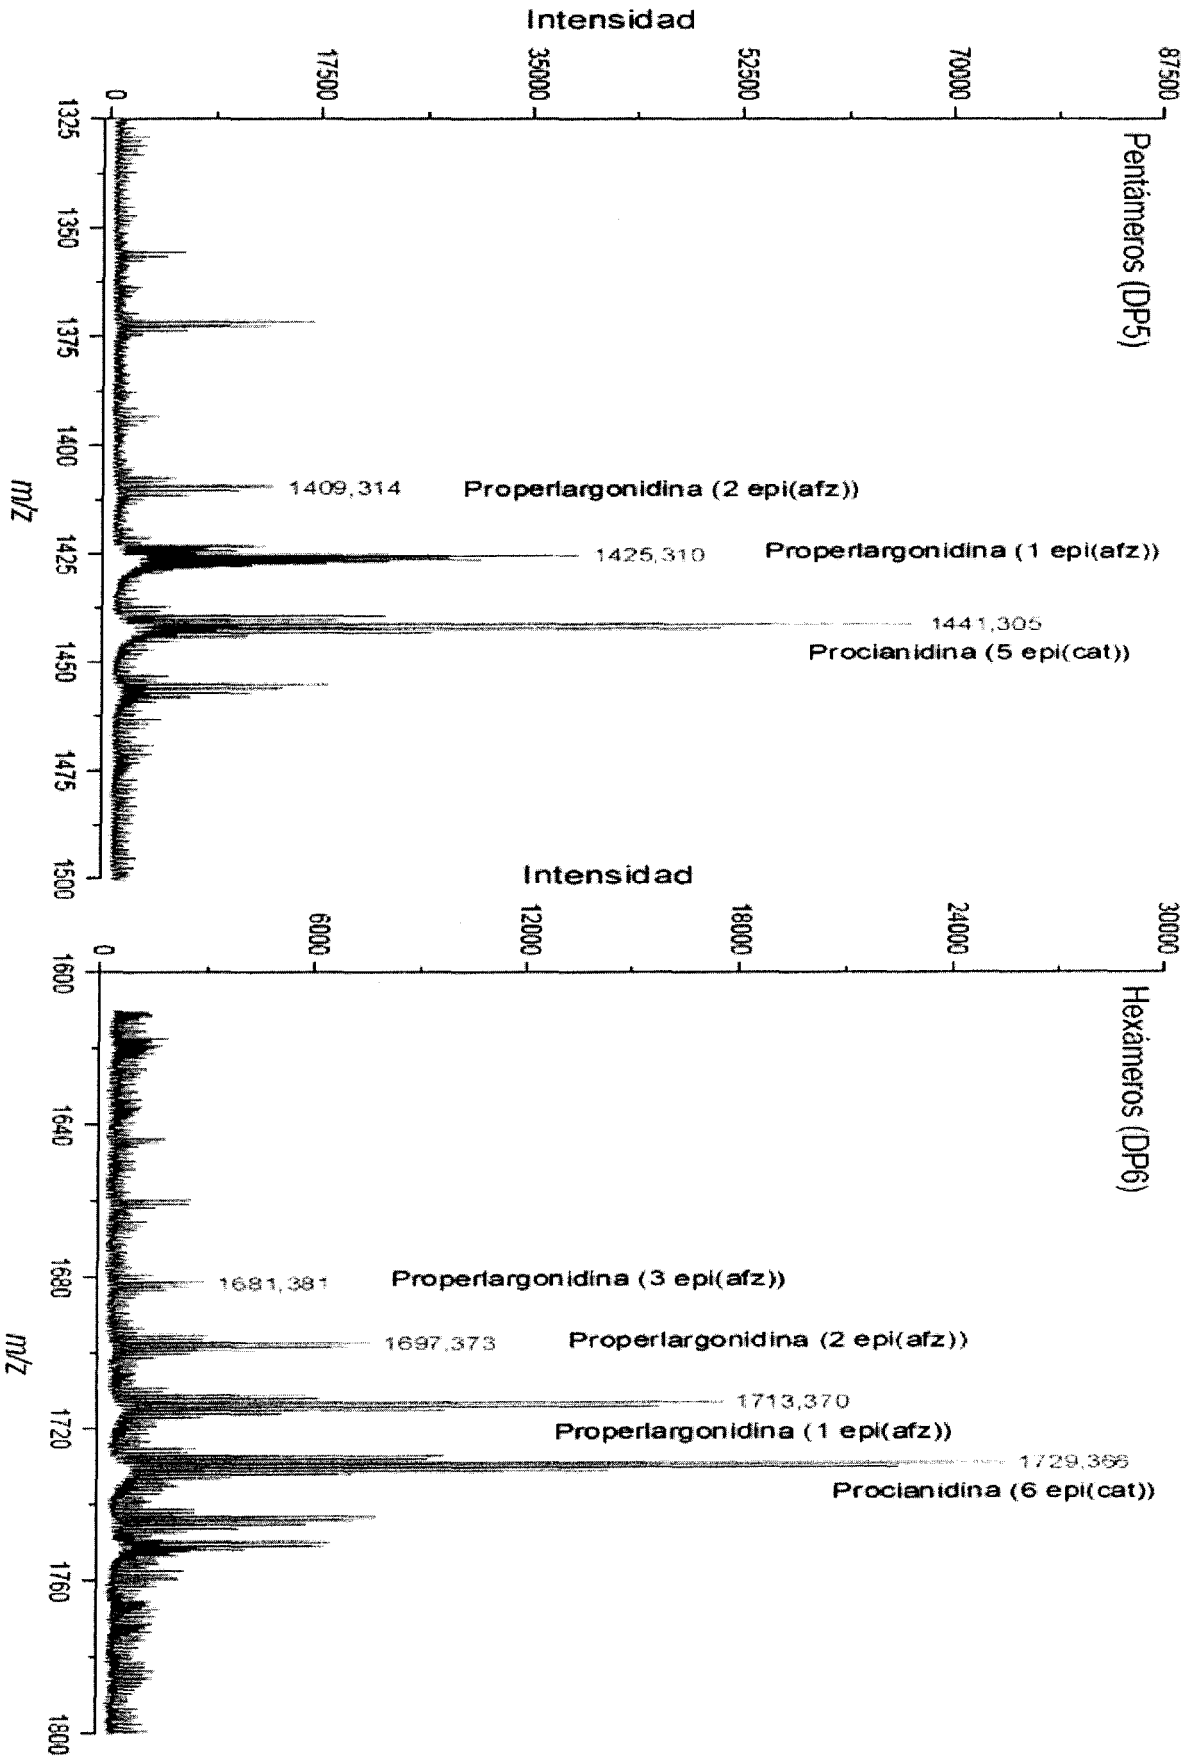 Pentámeros (DP5)
Intensidad
87500
70000
52500
35000
17500
0
1409,314
Properlargonidina (2 epi(afz))
1425,310
Properlargonidina (1 epi(afz))
1441,305
Procianidina (5 epi(cat))
1325
1350
1375
1400
1425
1450
1475
1500
m/z
Hexámeros (DP6)
Intensidad
30000
24000
18000
12000
6000
0
1681,381
Properlargonidina (3 epi(afz))
1697,373
Properlargonidina (2 epi(afz))
1713,370
Properlargonidina (1 epi(afz))
1729,366
Procianidina (6 epi(cat))
1600
1640
1680
1720
1760
1800
m/z